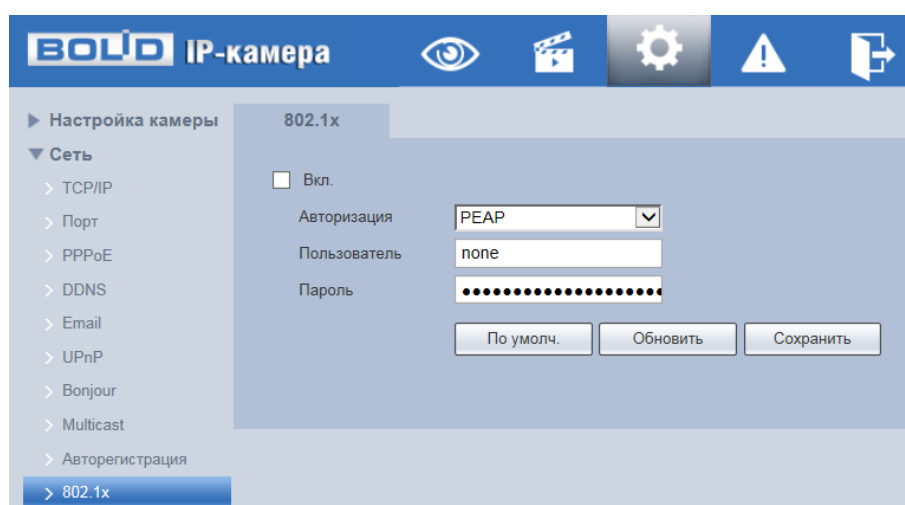 BOLID IP-камера
Настройка камеры
802.1x
Сеть
TCP/IP
Порт
PPPoE
DDNS
Email
UPnP
Bonjour
Multicast
Авторегистрация
802.1x
Вкл.
Авторизация PEAP
Пользователь none
Пароль ●●●●●●●●●●●●●●●●●●●●
По умолч. Обновить Сохранить